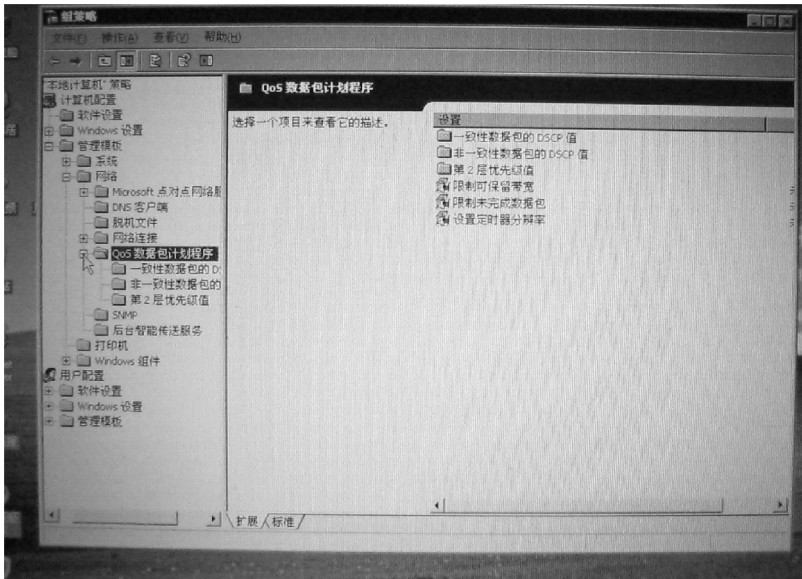 组策略
文件(F) 操作(A) 查看(V) 帮助(H)
"本地计算机" 策略
计算机配置
软件设置
Windows 设置
管理模板
系统
网络
Microsoft 点对点网络服
DNS 客户端
脱机文件
网络连接
QoS 数据包计划程序
一致性数据包的 D
非一致性数据包的
第 2 层优先级值
SNMP
后台智能传送服务
打印机
Windows 组件
用户配置
软件设置
Windows 设置
管理模板
QoS 数据包计划程序
选择一个项目来查看它的描述。
设置
一致性数据包的 DSCP 值
非一致性数据包的 DSCP 值
第 2 层优先级值
限制可保留带宽
限制未完成数据包
设置定时器分辨率
扩展 标准